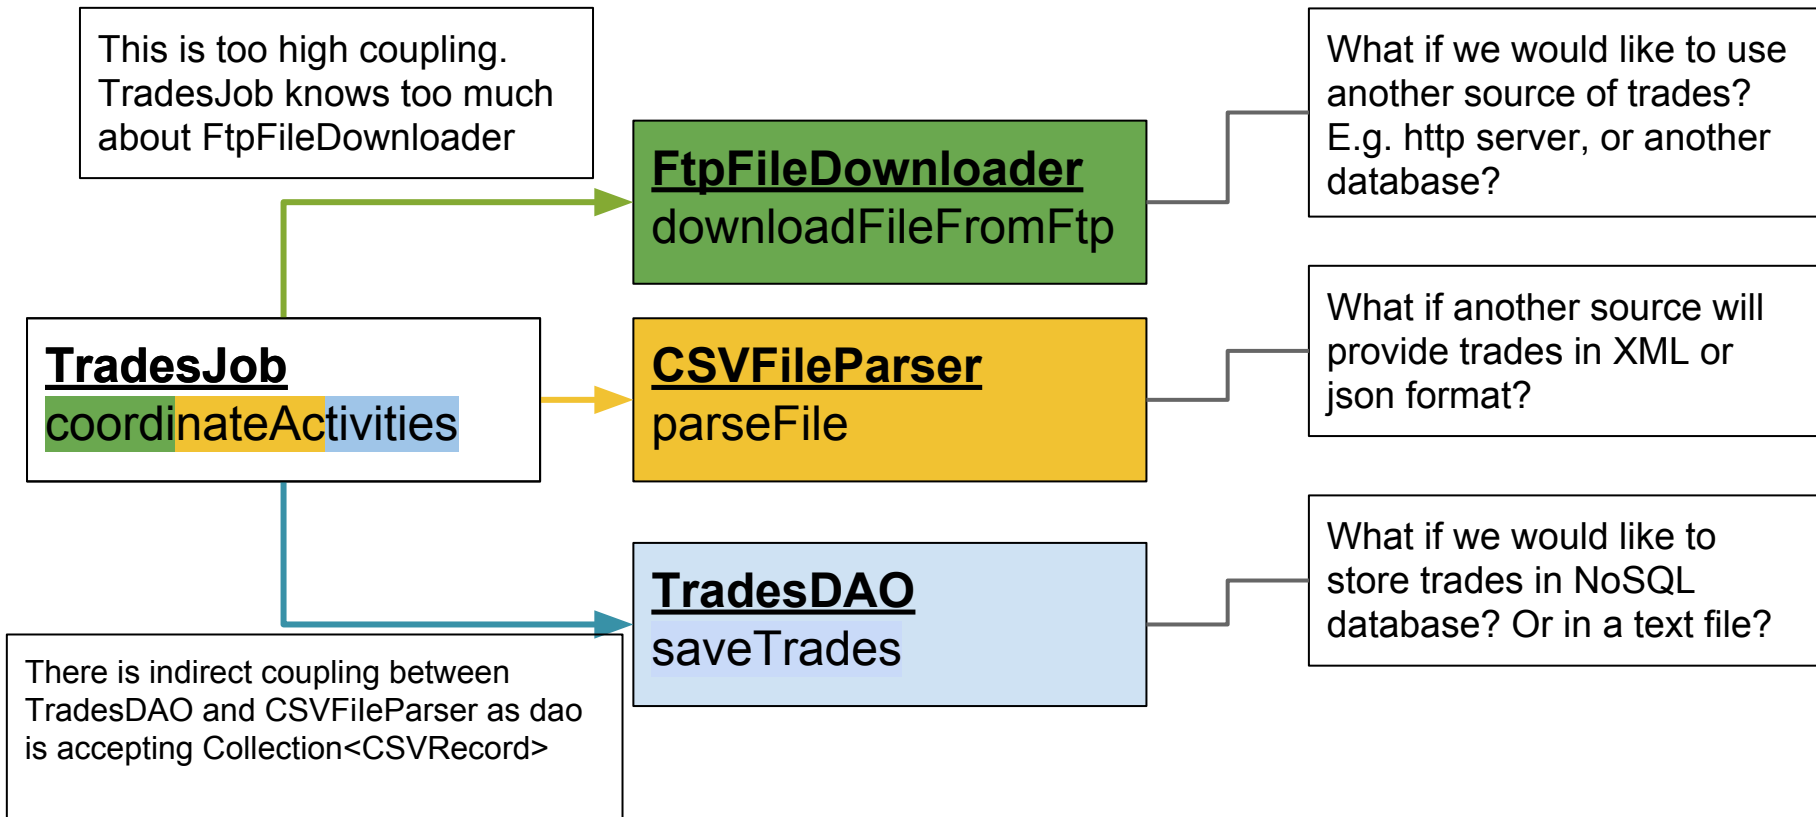 This is too high coupling.
TradesJob knows too much
about FtpFileDownloader
What if we would like to use
another source of trades?
E.g. http server, or another
database?
FtpFileDownloader
downloadFileFromFtp
What if another source will
provide trades in XML or
json format?
TradesJob
coordinateActivities
CSVFileParser
parseFile
What if we would like to
store trades in NoSQL
database? Or in a text file?
TradesDAO
saveTrades
There is indirect coupling between
TradesDAO and CSVFileParser as dao
is accepting Collection<CSVRecord>